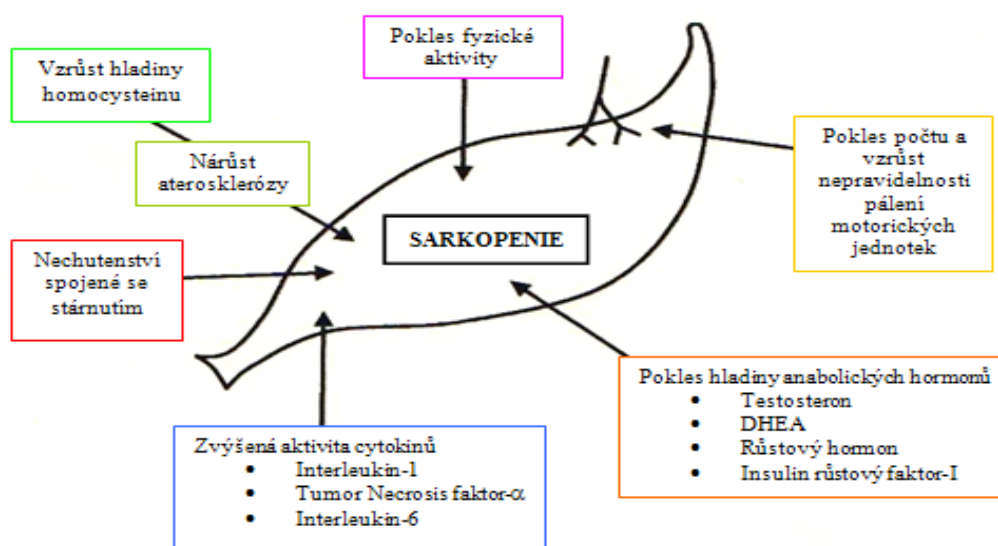 Pokles fyzické
aktivity
Vzrůst hladiny
homocysteinu
Nárůst
aterosklerózy
Pokles počtu a
vzrůst
nepravidelnosti
pálení
motorických
jednotek
SARKOPENIE
Nechutenství
spojené se
stárnutím
Pokles hladiny anabolických hormonů
• Testosteron
• DHEA
• Růstový hormon
• Insulin růstový faktor-I
Zvýšená aktivita cytokinů
• Interleukin-1
• Tumor Necrosis faktor-α
• Interleukin-6